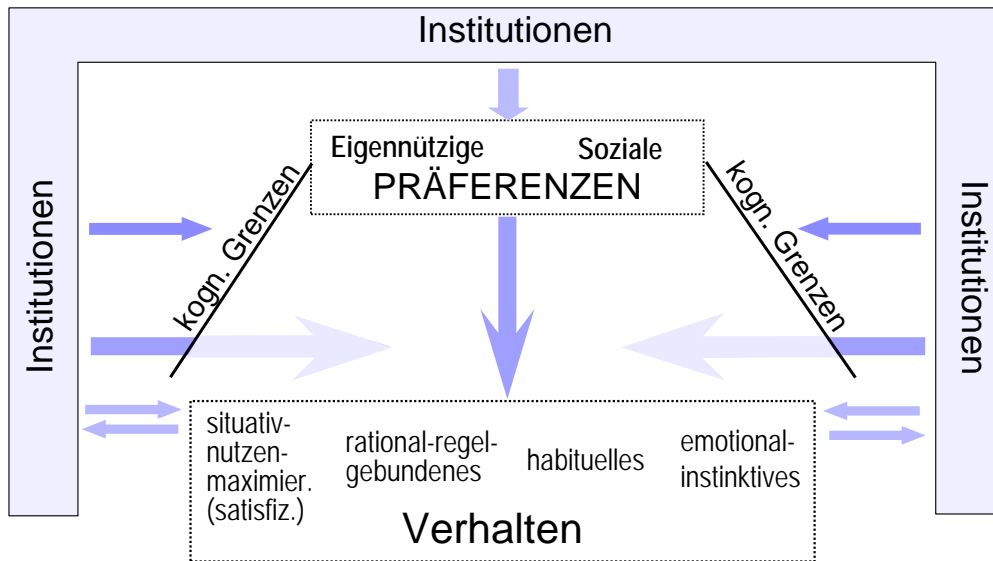 Institutionen
Institutionen
Institutionen
Eigennützige Soziale
PRÄFERENZEN
kogn. Grenzen
kogn. Grenzen
situativ-
nutzen-
maximier.
(satisfiz.)
rational-regel-
gebundenes
habituelles
emotional-
instinktives
Verhalten